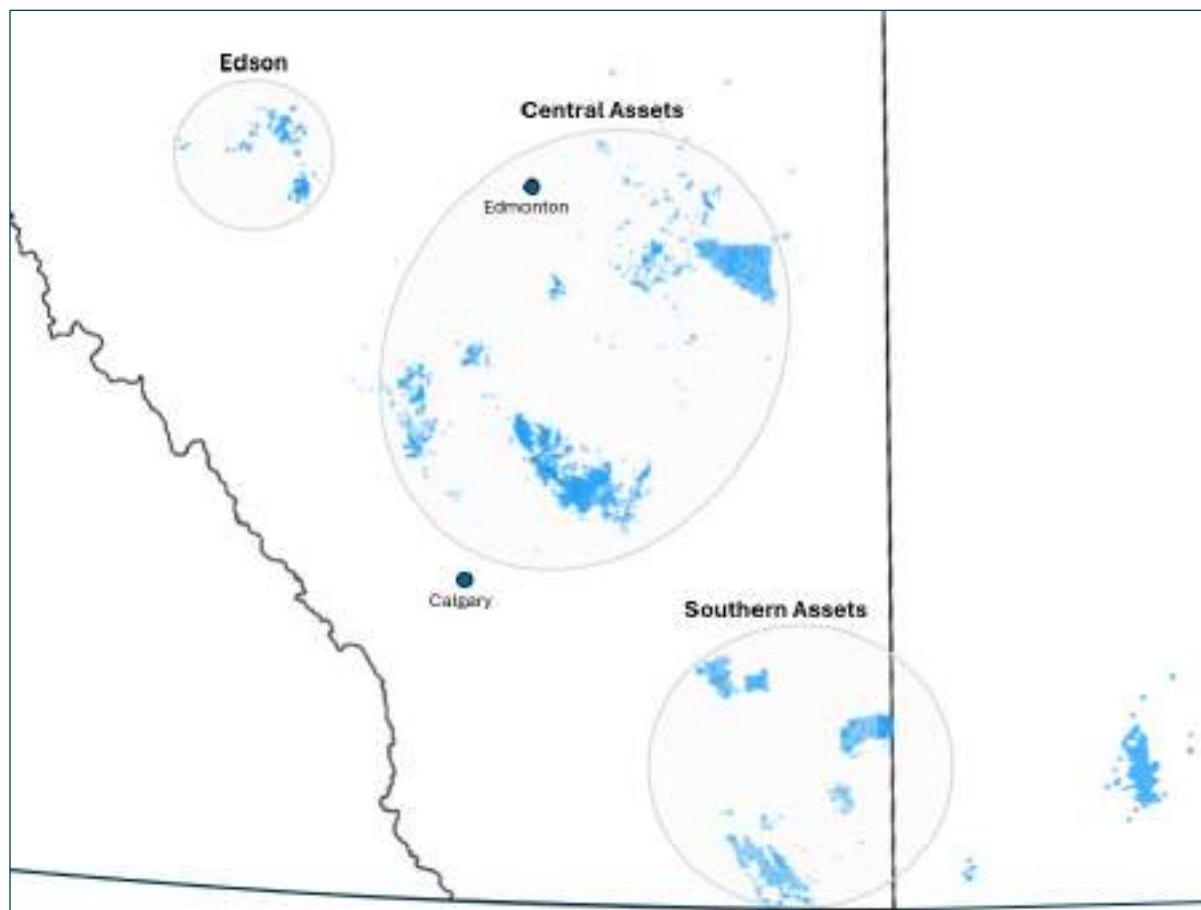 Edson
Central Assets
Edmonton
Calgary
Southern Assets